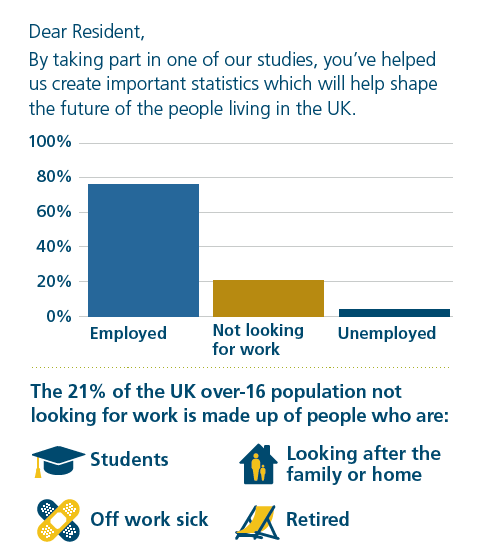 Dear Resident,
By taking part in one of our studies, you’ve helped
us create important statistics which will help shape
the future of the people living in the UK.
100%
80%
60%
40%
20%
0%
Employed
Not looking
for work
Unemployed
The 21% of the UK over-16 population not
looking for work is made up of people who are:
Students
Looking after the
family or home
Off work sick
Retired